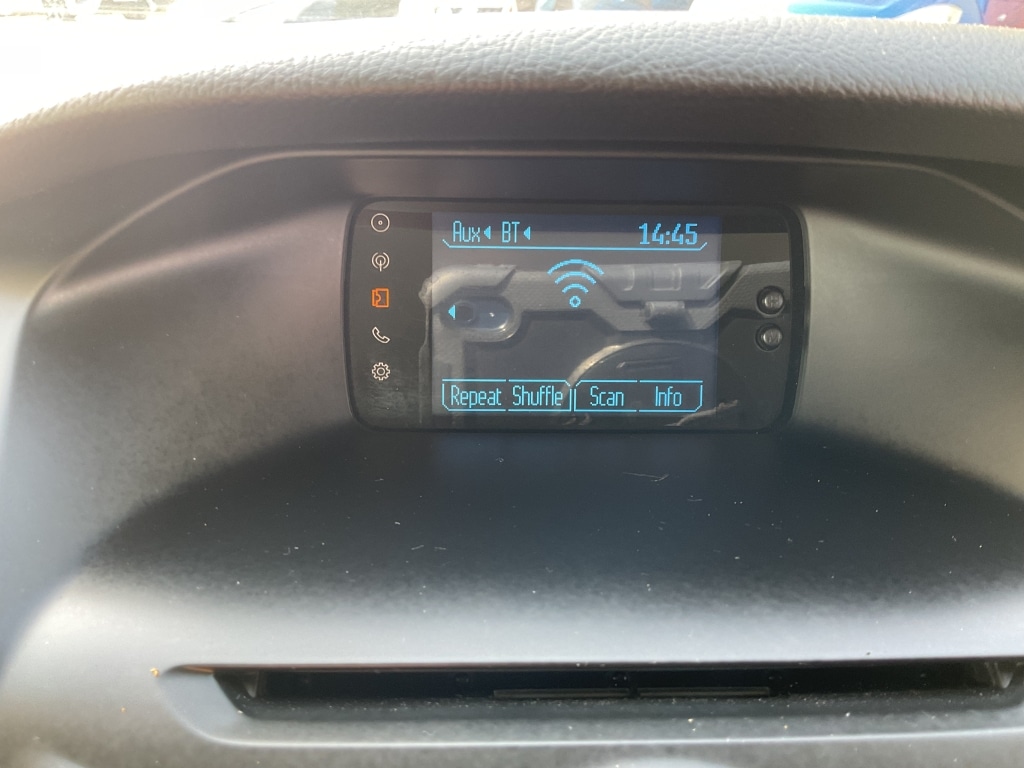 Aux BT 14:45
Repeat Shuffle Scan Info